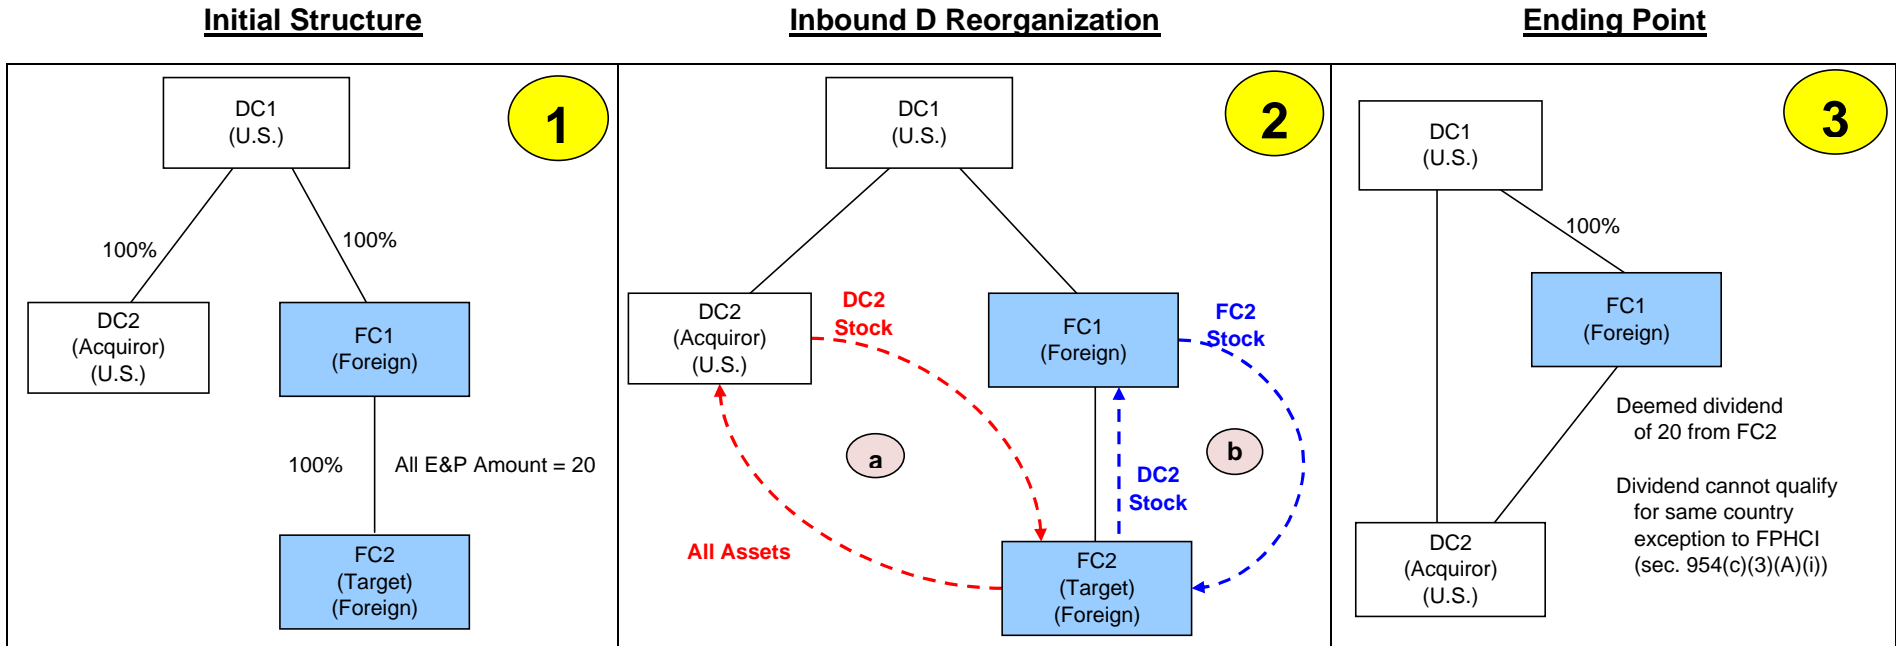 Initial Structure
Inbound D Reorganization
Ending Point
1
DC1
(U.S.)
100%
100%
DC2
(Acquiror)
(U.S.)
FC1
(Foreign)
100%
All E&P Amount = 20
FC2
(Target)
(Foreign)
2
DC1
(U.S.)
DC2
(Acquiror)
(U.S.)
DC2
Stock
FC1
(Foreign)
FC2
Stock
a
b
DC2
Stock
All Assets
FC2
(Target)
(Foreign)
3
DC1
(U.S.)
100%
FC1
(Foreign)
Deemed dividend
of 20 from FC2
Dividend cannot qualify
for same country
exception to FPHCI
(sec. 954(c)(3)(A)(i))
DC2
(Acquiror)
(U.S.)